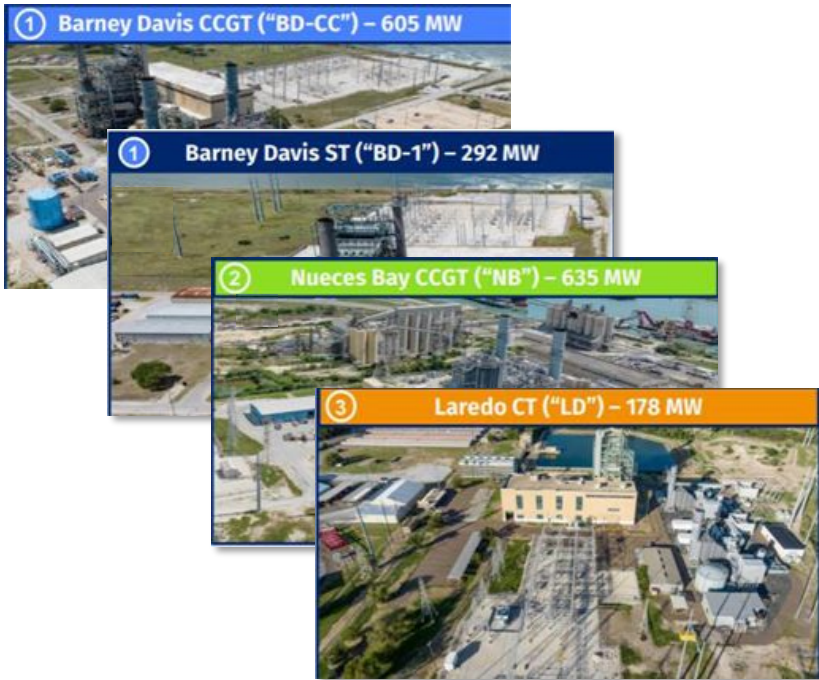 1 Barney Davis CCGT ("BD-CC") – 605 MW
1 Barney Davis ST ("BD-1") – 292 MW
2 Nueces Bay CCGT ("NB") – 635 MW
3 Laredo CT ("LD") – 178 MW